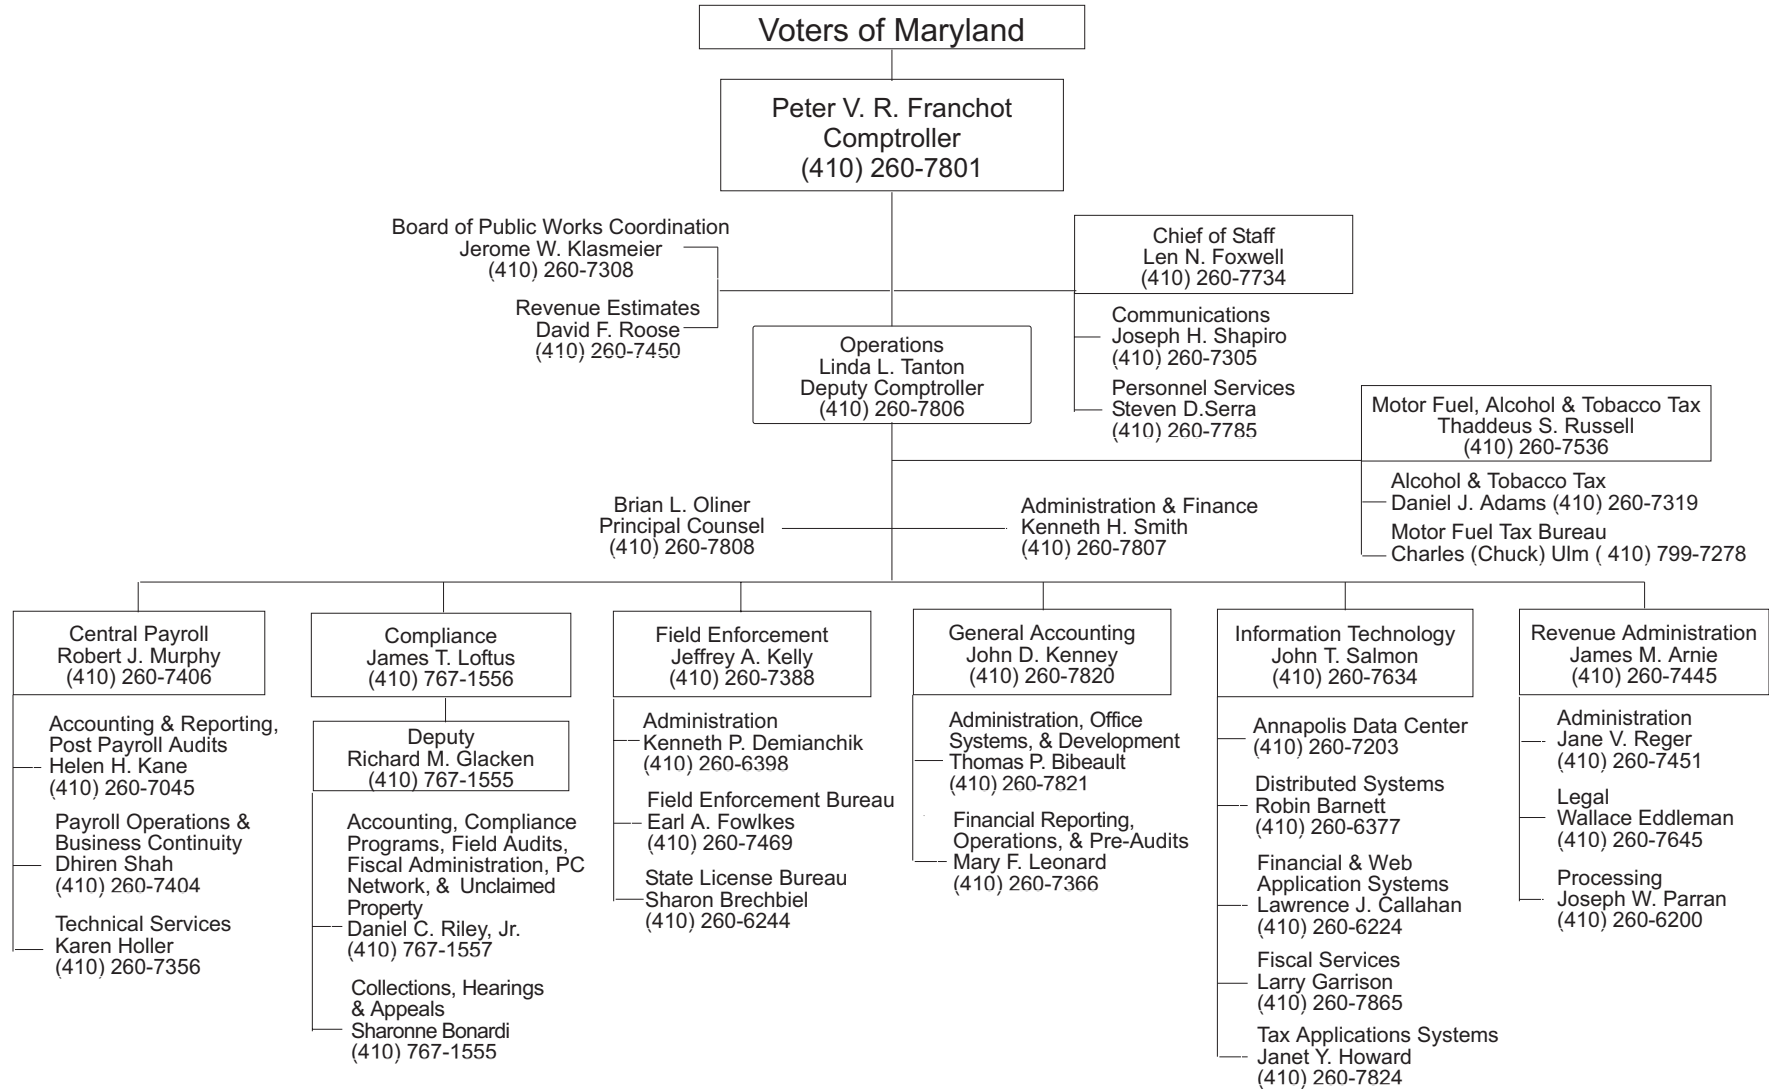 Voters of Maryland
Peter V. R. Franchot
Comptroller
(410) 260-7801
Board of Public Works Coordination
Jerome W. Klasmeier
(410) 260-7308
Revenue Estimates
David F. Roose
(410) 260-7450
Chief of Staff
Len N. Foxwell
(410) 260-7734
Communications
Joseph H. Shapiro
(410) 260-7305
Personnel Services
Steven D.Serra
(410) 260-7785
Operations
Linda L. Tanton
Deputy Comptroller
(410) 260-7806
Motor Fuel, Alcohol & Tobacco Tax
Thaddeus S. Russell
(410) 260-7536
Alcohol & Tobacco Tax
Daniel J. Adams (410) 260-7319
Motor Fuel Tax Bureau
Charles (Chuck) Ulm ( 410) 799-7278
Brian L. Oliner
Principal Counsel
(410) 260-7808
Administration & Finance
Kenneth H. Smith
(410) 260-7807
Central Payroll
Robert J. Murphy
(410) 260-7406
Accounting & Reporting,
Post Payroll Audits
Helen H. Kane
(410) 260-7045
Payroll Operations &
Business Continuity
Dhiren Shah
(410) 260-7404
Technical Services
Karen Holler
(410) 260-7356
Compliance
James T. Loftus
(410) 767-1556
Deputy
Richard M. Glacken
(410) 767-1555
Accounting, Compliance
Programs, Field Audits,
Fiscal Administration, PC
Network, & Unclaimed
Property
Daniel C. Riley, Jr.
(410) 767-1557
Collections, Hearings
& Appeals
Sharonne Bonardi
(410) 767-1555
Field Enforcement
Jeffrey A. Kelly
(410) 260-7388
Administration
Kenneth P. Demianchik
(410) 260-6398
Field Enforcement Bureau
Earl A. Fowlkes
(410) 260-7469
State License Bureau
Sharon Brechbiel
(410) 260-6244
General Accounting
John D. Kenney
(410) 260-7820
Administration, Office
Systems, & Development
Thomas P. Bibeault
(410) 260-7821
Financial Reporting,
Operations, & Pre-Audits
Mary F. Leonard
(410) 260-7366
Information Technology
John T. Salmon
(410) 260-7634
Annapolis Data Center
(410) 260-7203
Distributed Systems
Robin Barnett
(410) 260-6377
Financial & Web
Application Systems
Lawrence J. Callahan
(410) 260-6224
Fiscal Services
Larry Garrison
(410) 260-7865
Tax Applications Systems
Janet Y. Howard
(410) 260-7824
Revenue Administration
James M. Arnie
(410) 260-7445
Administration
Jane V. Reger
(410) 260-7451
Legal
Wallace Eddleman
(410) 260-7645
Processing
Joseph W. Parran
(410) 260-6200